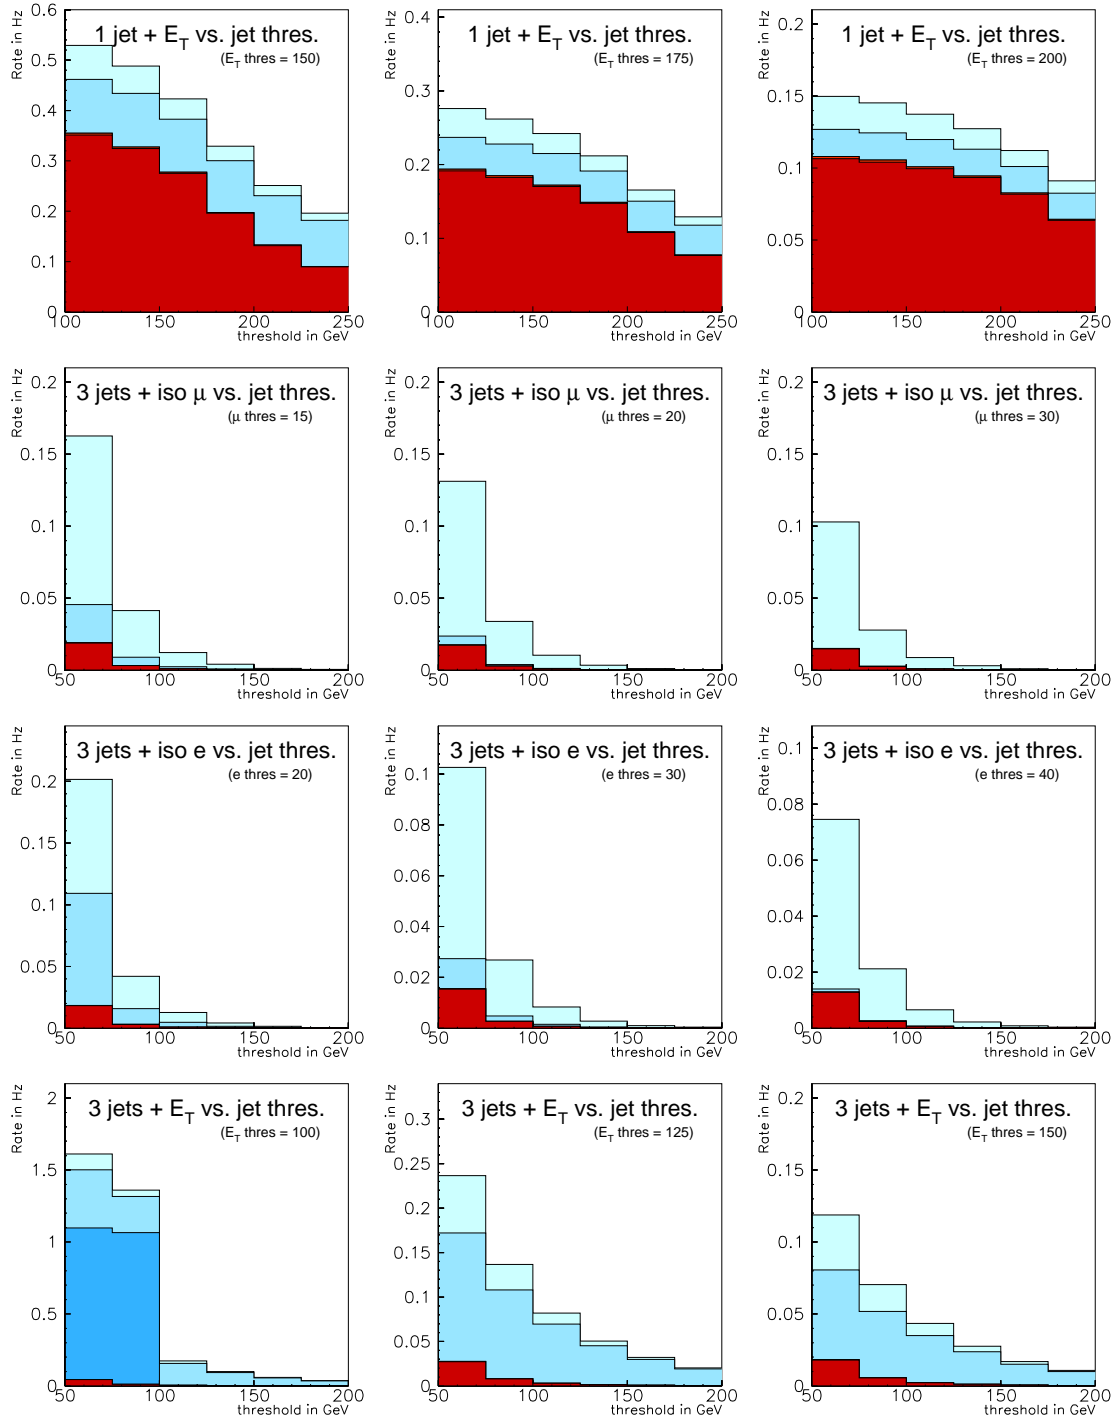 1 jet + E_T vs. jet thres.
(E_T thres = 150)
Rate in Hz
0.6
0.5
0.4
0.3
0.2
0.1
0
100 150 200 250
threshold in GeV
1 jet + E_T vs. jet thres.
(E_T thres = 175)
Rate in Hz
0.4
0.3
0.2
0.1
0
100 150 200 250
threshold in GeV
1 jet + E_T vs. jet thres.
(E_T thres = 200)
Rate in Hz
0.2
0.15
0.1
0.05
0
100 150 200 250
threshold in GeV
3 jets + iso μ vs. jet thres.
(μ thres = 15)
Rate in Hz
0.2
0.15
0.1
0.05
0
50 100 150 200
threshold in GeV
3 jets + iso μ vs. jet thres.
(μ thres = 20)
Rate in Hz
0.2
0.15
0.1
0.05
0
50 100 150 200
threshold in GeV
3 jets + iso μ vs. jet thres.
(μ thres = 30)
Rate in Hz
0.2
0.15
0.1
0.05
0
50 100 150 200
threshold in GeV
3 jets + iso e vs. jet thres.
(e thres = 20)
Rate in Hz
0.2
0.15
0.1
0.05
0
50 100 150 200
threshold in GeV
3 jets + iso e vs. jet thres.
(e thres = 30)
Rate in Hz
0.1
0.08
0.06
0.04
0.02
0
50 100 150 200
threshold in GeV
3 jets + iso e vs. jet thres.
(e thres = 40)
Rate in Hz
0.1
0.08
0.06
0.04
0.02
0
50 100 150 200
threshold in GeV
3 jets + E_T vs. jet thres.
(E_T thres = 100)
Rate in Hz
2
1.5
1
0.5
0
50 100 150 200
threshold in GeV
3 jets + E_T vs. jet thres.
(E_T thres = 125)
Rate in Hz
0.3
0.25
0.2
0.15
0.1
0.05
0
50 100 150 200
threshold in GeV
3 jets + E_T vs. jet thres.
(E_T thres = 150)
Rate in Hz
0.2
0.15
0.1
0.05
0
50 100 150 200
threshold in GeV